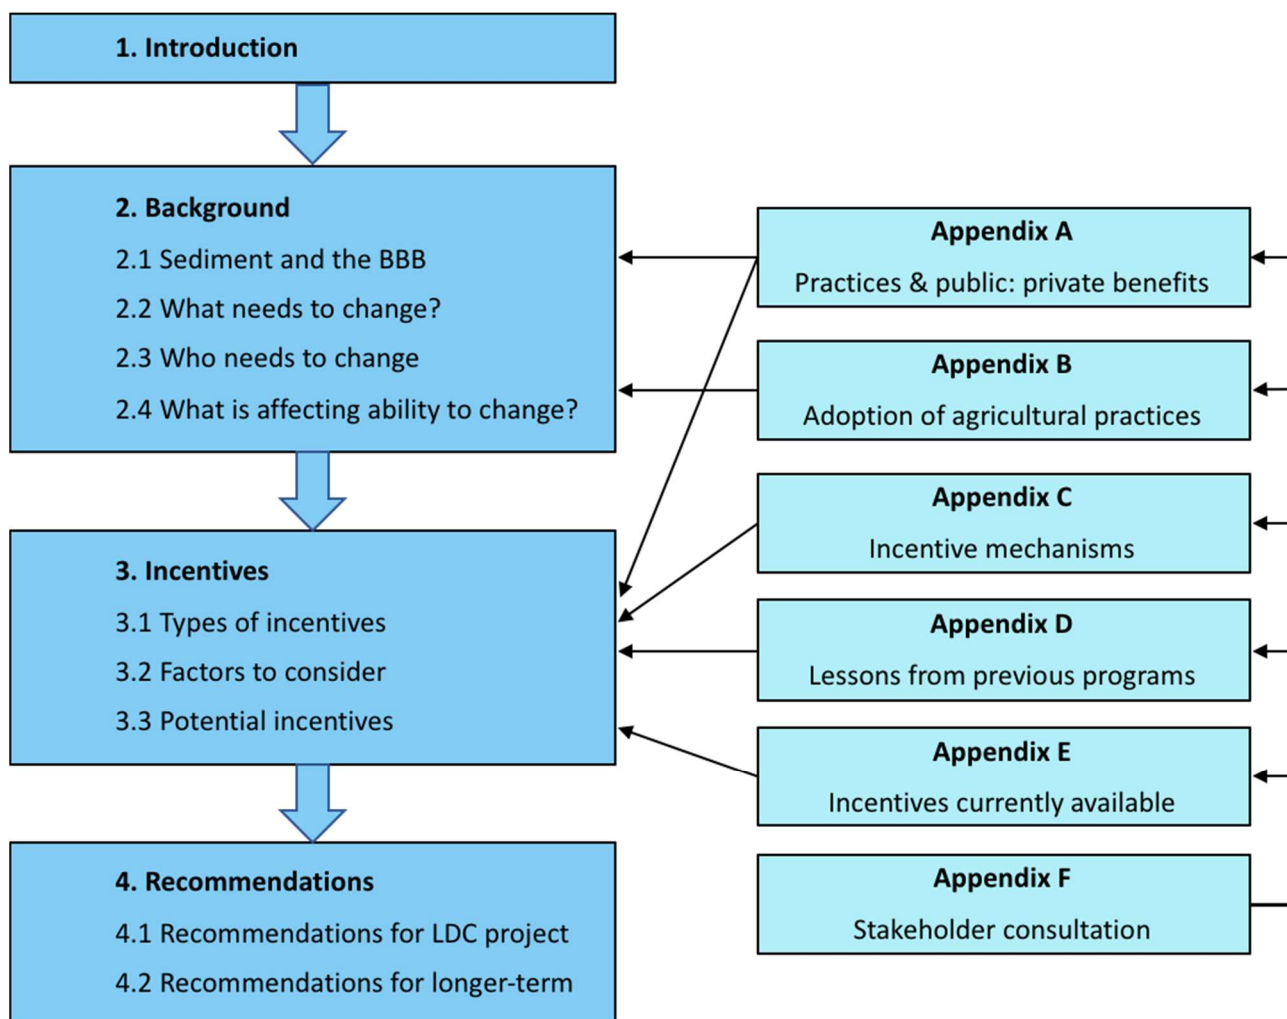 1. Introduction
2. Background
2.1 Sediment and the BBB
2.2 What needs to change?
2.3 Who needs to change
2.4 What is affecting ability to change?
3. Incentives
3.1 Types of incentives
3.2 Factors to consider
3.3 Potential incentives
4. Recommendations
4.1 Recommendations for LDC project
4.2 Recommendations for longer-term
Appendix A
Practices & public: private benefits
Appendix B
Adoption of agricultural practices
Appendix C
Incentive mechanisms
Appendix D
Lessons from previous programs
Appendix E
Incentives currently available
Appendix F
Stakeholder consultation